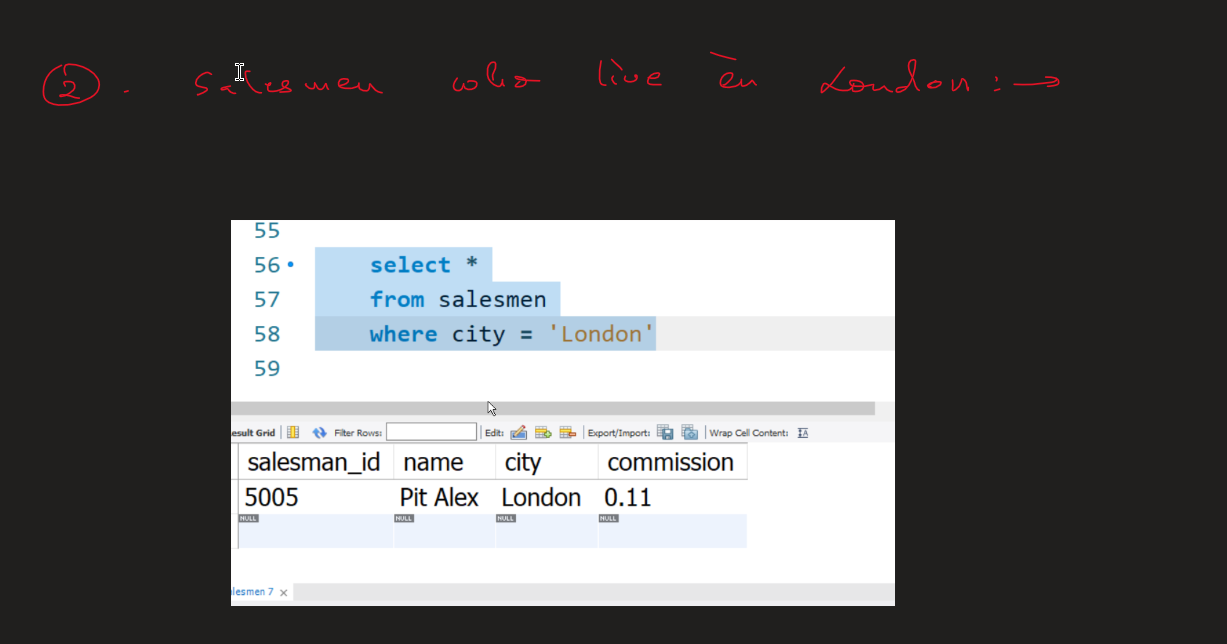 2. Salesmen who live in London: →
55
56 select *
57 from salesmen
58 where city = 'London'
59
esult Grid Filter Rows: Edit: Export/Import: Wrap Cell Content: IA
salesman_id name city commission
5005 Pit Alex London 0.11
NULL NULL NULL NULL
lesmen 7 ×